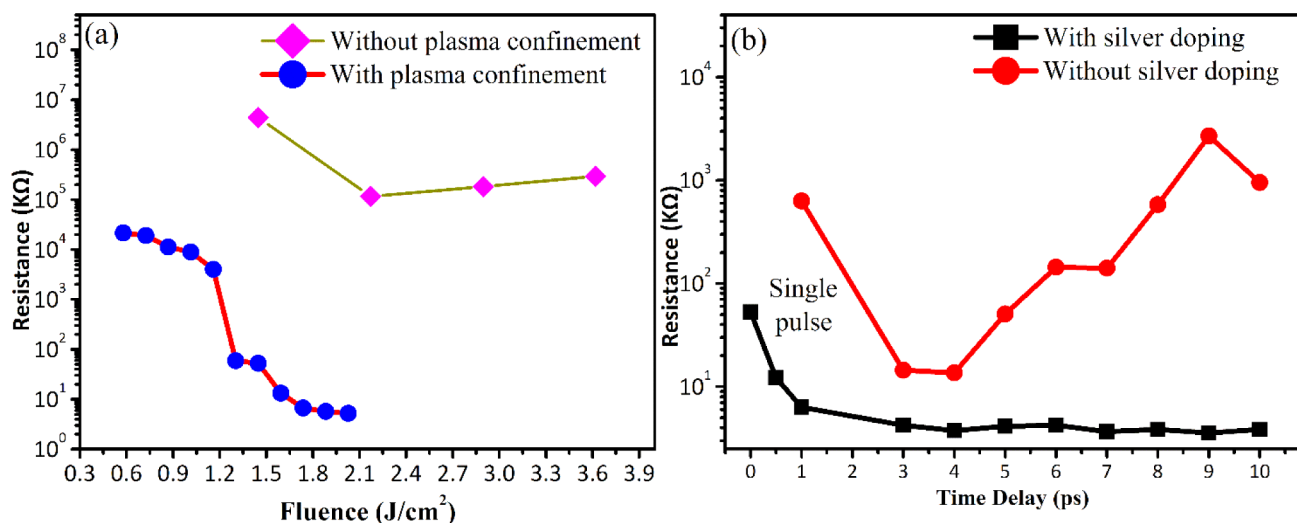 (a)
Without plasma confinement
With plasma confinement
Resistance (KΩ)
10^8
10^7
10^6
10^5
10^4
10^3
10^2
10^1
10^0
0.3 0.6 0.9 1.2 1.5 1.8 2.1 2.4 2.7 3.0 3.3 3.6 3.9
Fluence (J/cm^2)
(b)
With silver doping
Without silver doping
Resistance (KΩ)
10^4
10^3
10^2
10^1
Single
pulse
0 1 2 3 4 5 6 7 8 9 10
Time Delay (ps)